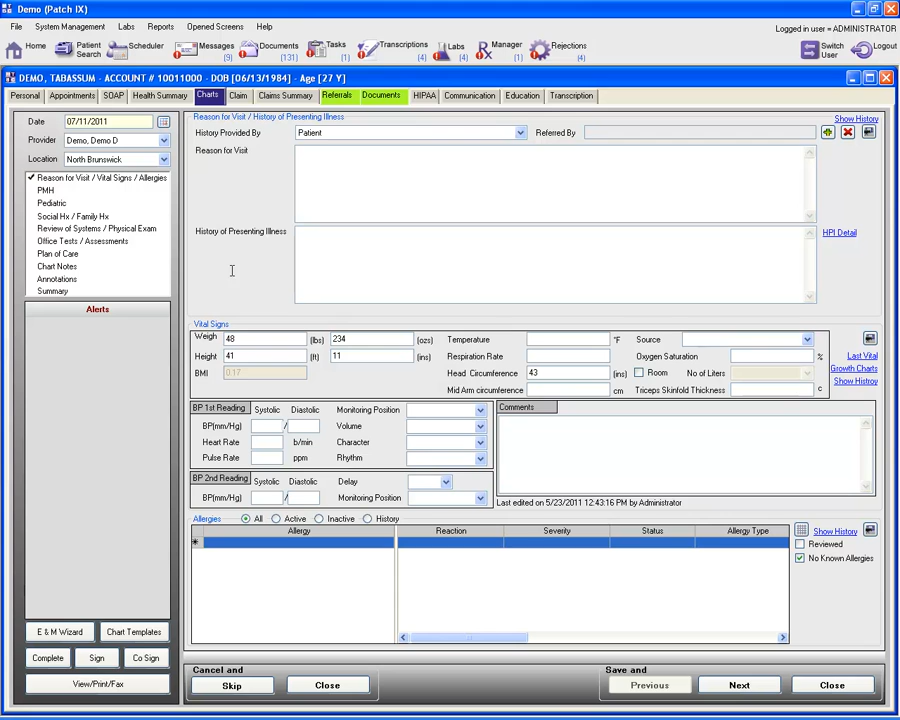 Demo (Patch IX)
File System Management Labs Reports Opened Screens Help
Logged in user = ADMINISTRATOR
Home Patient Search Scheduler Messages (9) Documents (131) Tasks (1) Transcriptions (4) Labs (4) Rx Manager (1) Rejections (4) Switch User Logout
DEMO, TABASSUM - ACCOUNT # 10011000 - DOB [06/13/1984] - Age [27 Y]
Personal Appointments SOAP Health Summary Charts Claim Claims Summary Referrals Documents HIPAA Communication Education Transcription
Date 07/11/2011
Provider Demo, Demo D
Location North Brunswick
Reason for Visit / Vital Signs / Allergies
PMH
Pediatric
Social Hx / Family Hx
Review of Systems / Physical Exam
Office Tests / Assessments
Plan of Care
Chart Notes
Annotations
Summary
Alerts
E & M Wizard Chart Templates
Complete Sign Co Sign
View/Print/Fax
Reason for Visit / History of Presenting Illness
Show History
History Provided By Patient Referred By
Reason for Visit
History of Presenting Illness
HPI Detail
Vital Signs
Weigh 48 (lbs) 234 (ozs) Temperature °F Source
Height 41 (ft) 11 (ins) Respiration Rate Oxygen Saturation %
Last Vital
BMI 0.17 Head Circumference 43 (ins) Room No of Liters
Growth Charts
Mid Arm circumference cm Triceps Skinfold Thickness c
Show Histroy
BP 1st Reading Systolic Diastolic Monitoring Position
BP(mm/Hg) / Volume
Heart Rate b/min Character
Pulse Rate ppm Rhythm
BP 2nd Reading Systolic Diastolic Delay
BP(mm/Hg) / Monitoring Position
Comments
Last edited on 5/23/2011 12:43:16 PM by Administrator
Allergies All Active Inactive History
Allergy Reaction Severity Status Allergy Type
Show History
Reviewed
No Known Allergies
Cancel and
Skip Close
Save and
Previous Next Close